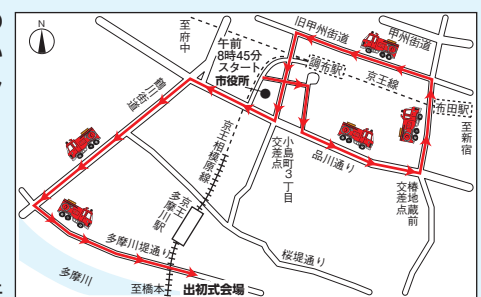 N
至府中
午前
8時45分
スタート
市役所
旧甲州街道
甲州街道
調布駅
京王線
布田駅
至新宿
鶴川街道
京王相模原線
小島町3丁目
交差点
品川通り
椿地蔵前
交差点
京王
多摩川駅
多摩川堤通り
桜堤通り
多摩川
至橋本
出初式会場